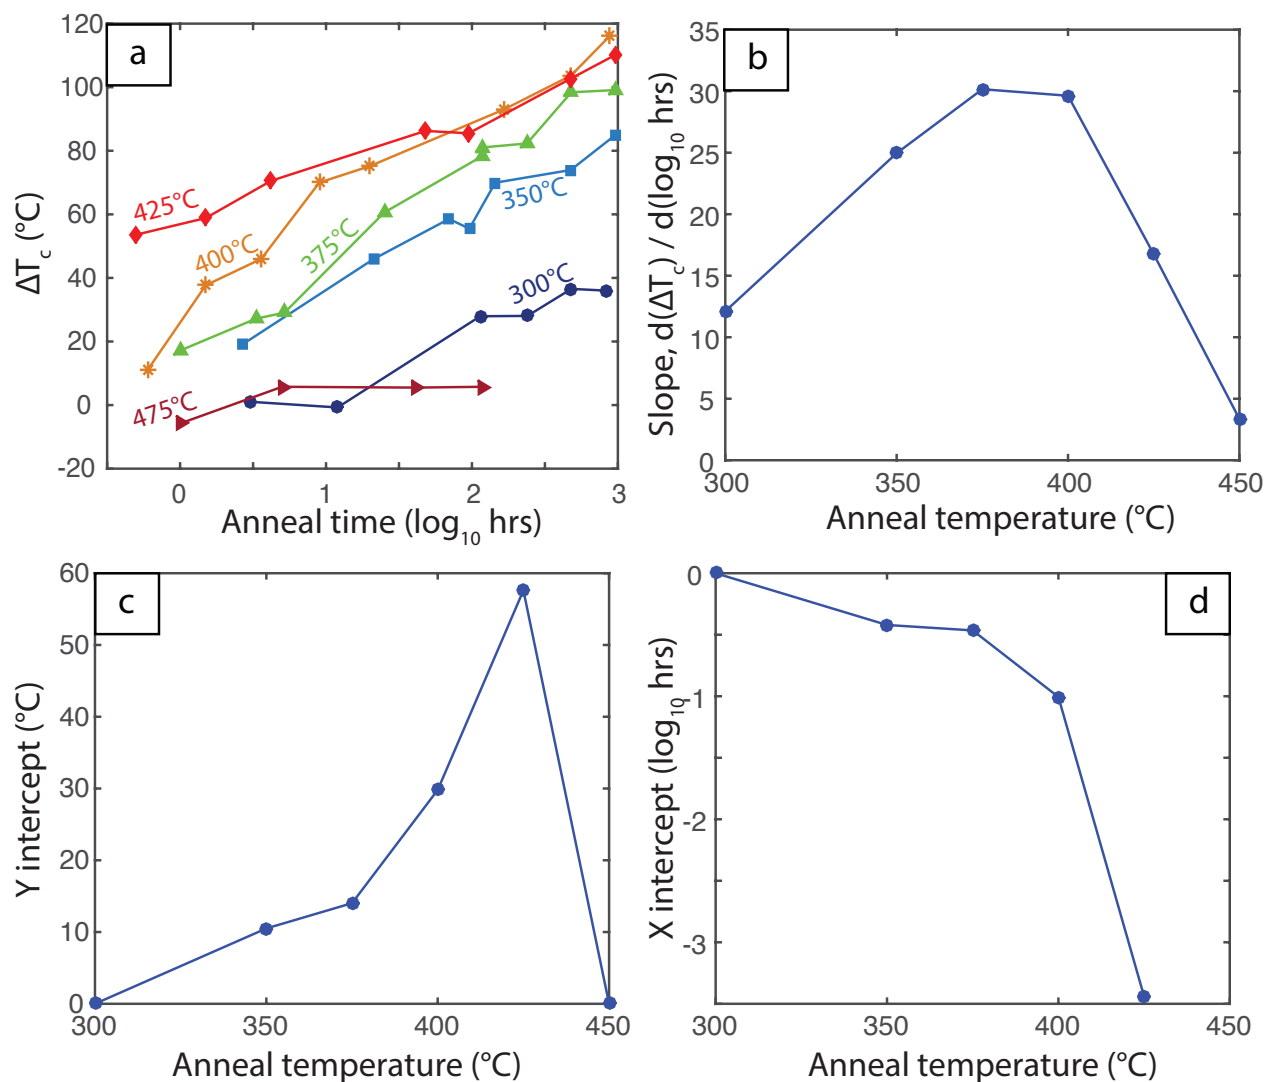 a
120
100
80
60
40
20
0
-20
ΔTc (°C)
425°C
400°C
375°C
350°C
300°C
475°C
0 1 2 3
Anneal time (log10 hrs)
b
35
30
25
20
15
10
5
0
Slope, d(ΔTc) / d(log10 hrs)
300 350 400 450
Anneal temperature (°C)
c
60
50
40
30
20
10
0
Y intercept (°C)
300 350 400 450
Anneal temperature (°C)
d
0
-1
-2
-3
X intercept (log10 hrs)
300 350 400 450
Anneal temperature (°C)